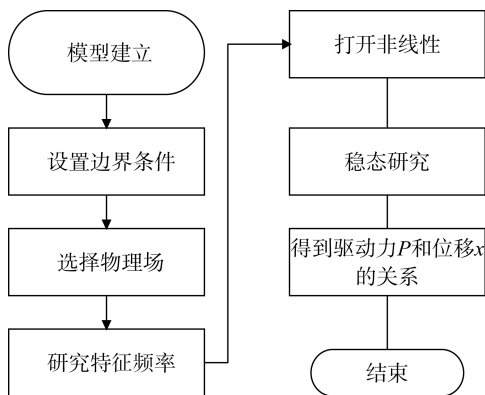 模型建立
设置边界条件
选择物理场
研究特征频率
打开非线性
稳态研究
得到驱动力P和位移x
的关系
结束